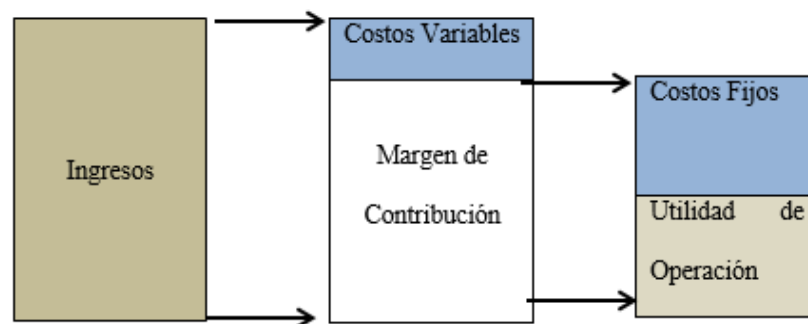 Ingresos
Costos Variables
Margen de
Contribución
Costos Fijos
Utilidad de
Operación